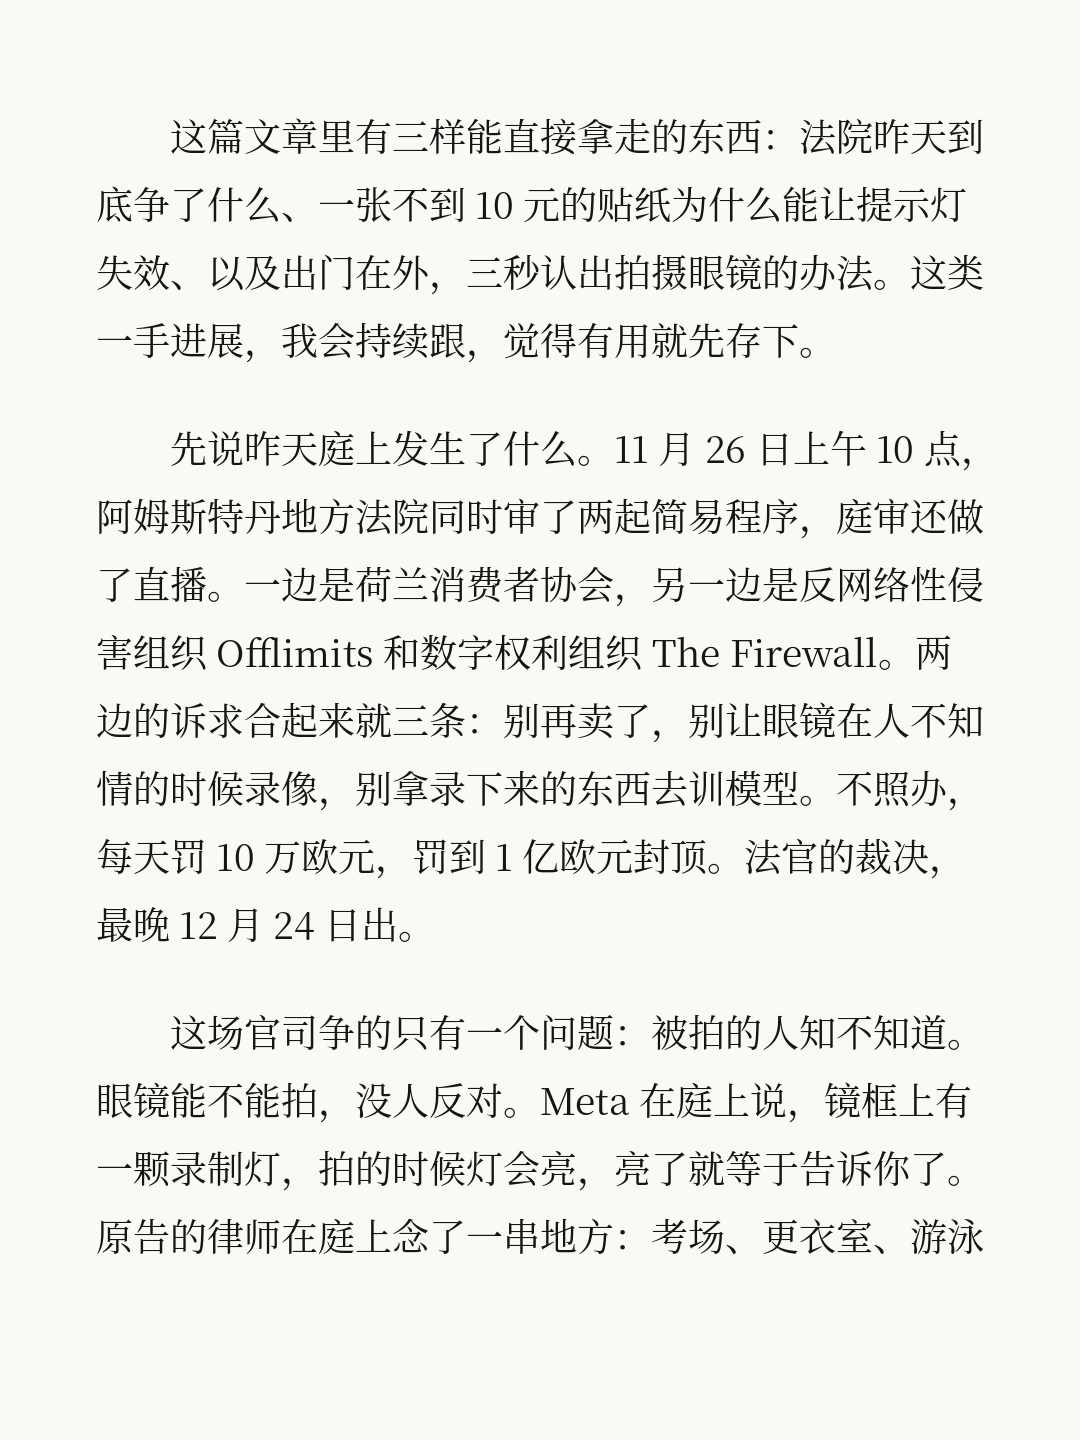 这篇文章里有三样能直接拿走的东西：法院昨天到
底争了什么、一张不到 10 元的贴纸为什么能让提示灯
失效、以及出门在外，三秒认出拍摄眼镜的办法。这类
一手进展，我会持续跟，觉得有用就先存下。
先说昨天庭上发生了什么。11 月 26 日上午 10 点，
阿姆斯特丹地方法院同时审了两起简易程序，庭审还做
了直播。一边是荷兰消费者协会，另一边是反网络性侵
害组织 Offlimits 和数字权利组织 The Firewall。两
边的诉求合起来就三条：别再卖了，别让眼镜在人不知
情的时候录像，别拿录下来的东西去训模型。不照办，
每天罚 10 万欧元，罚到 1 亿欧元封顶。法官的裁决，
最晚 12 月 24 日出。
这场官司争的只有一个问题：被拍的人知不知道。
眼镜能不能拍，没人反对。Meta 在庭上说，镜框上有
一颗录制灯，拍的时候灯会亮，亮了就等于告诉你了。
原告的律师在庭上念了一串地方：考场、更衣室、游泳